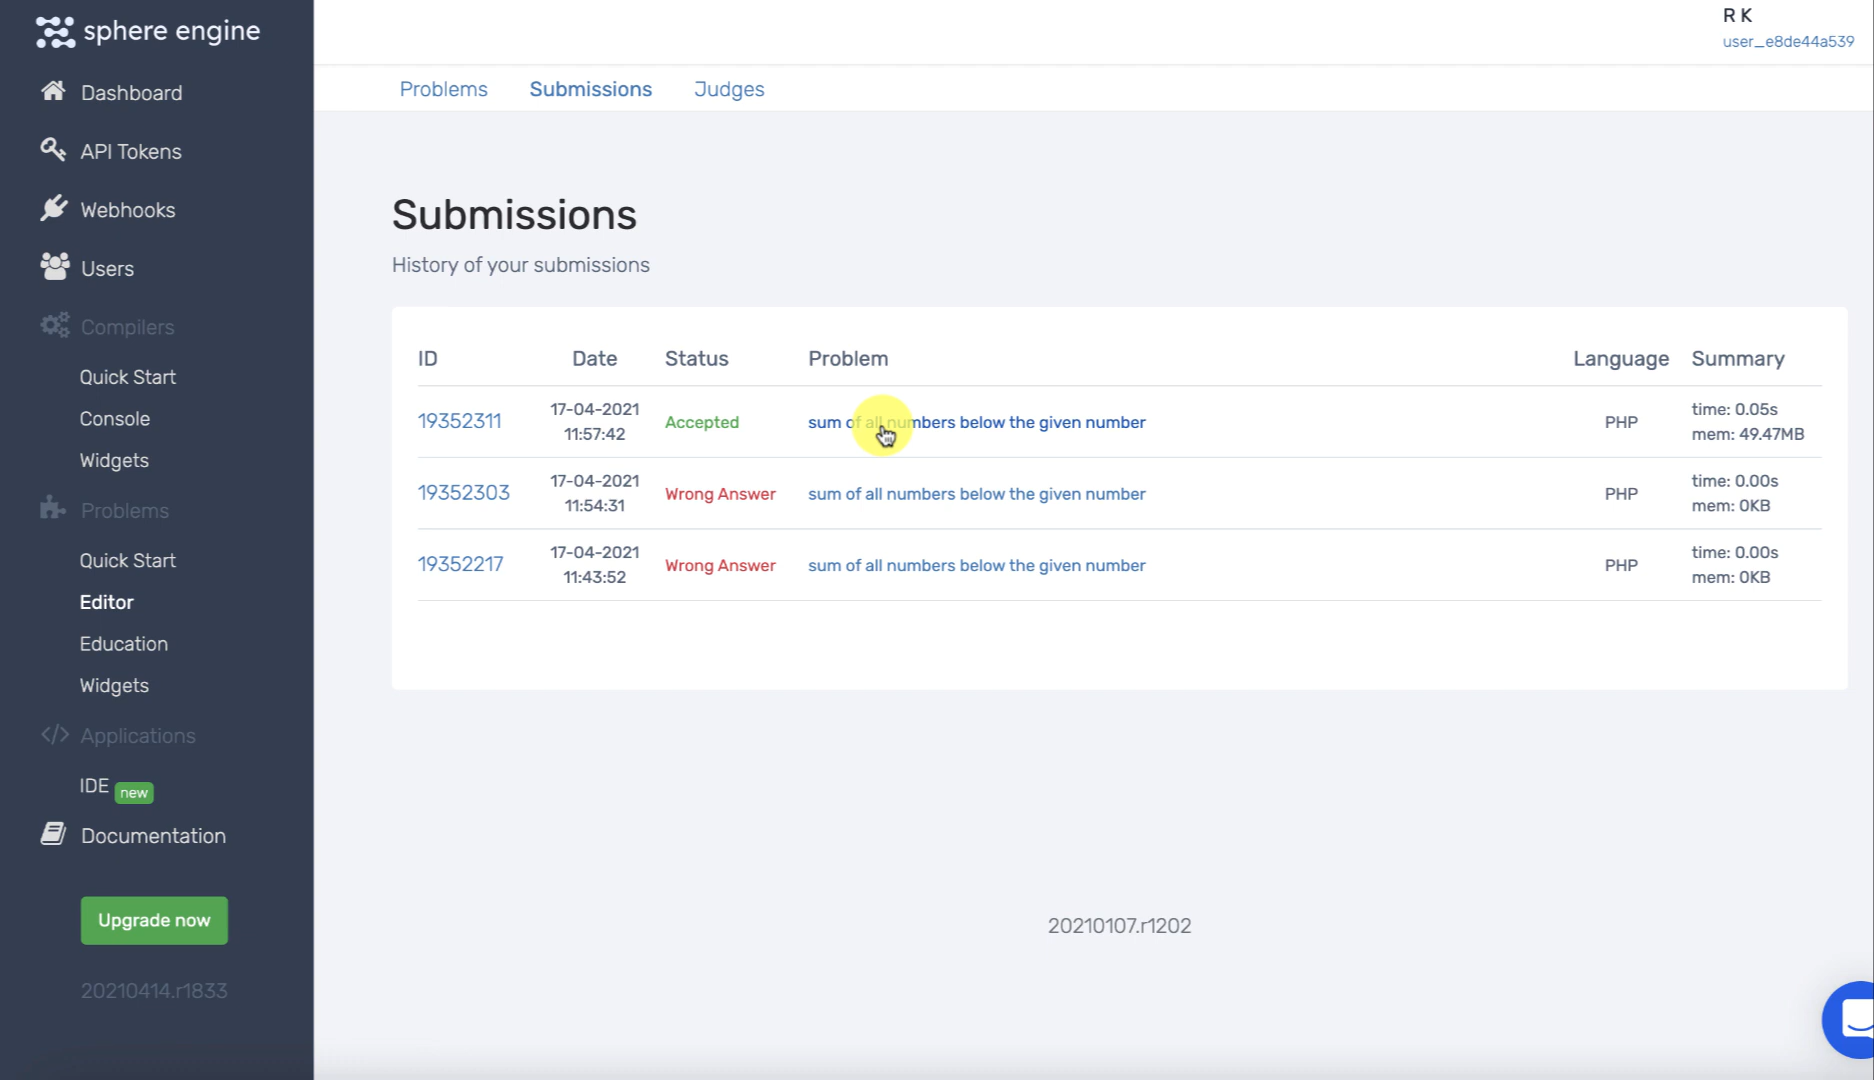 sphere engine
R K
user_e8de44a539
Dashboard
API Tokens
Webhooks
Users
Compilers
Quick Start
Console
Widgets
Problems
Quick Start
Editor
Education
Widgets
Applications
IDE new
Documentation
Upgrade now
20210414.r1833
Problems Submissions Judges
Submissions
History of your submissions
ID Date Status Problem Language Summary
19352311 17-04-2021 11:57:42 Accepted sum of all numbers below the given number PHP time: 0.05s mem: 49.47MB
19352303 17-04-2021 11:54:31 Wrong Answer sum of all numbers below the given number PHP time: 0.00s mem: 0KB
19352217 17-04-2021 11:43:52 Wrong Answer sum of all numbers below the given number PHP time: 0.00s mem: 0KB
20210107.r1202